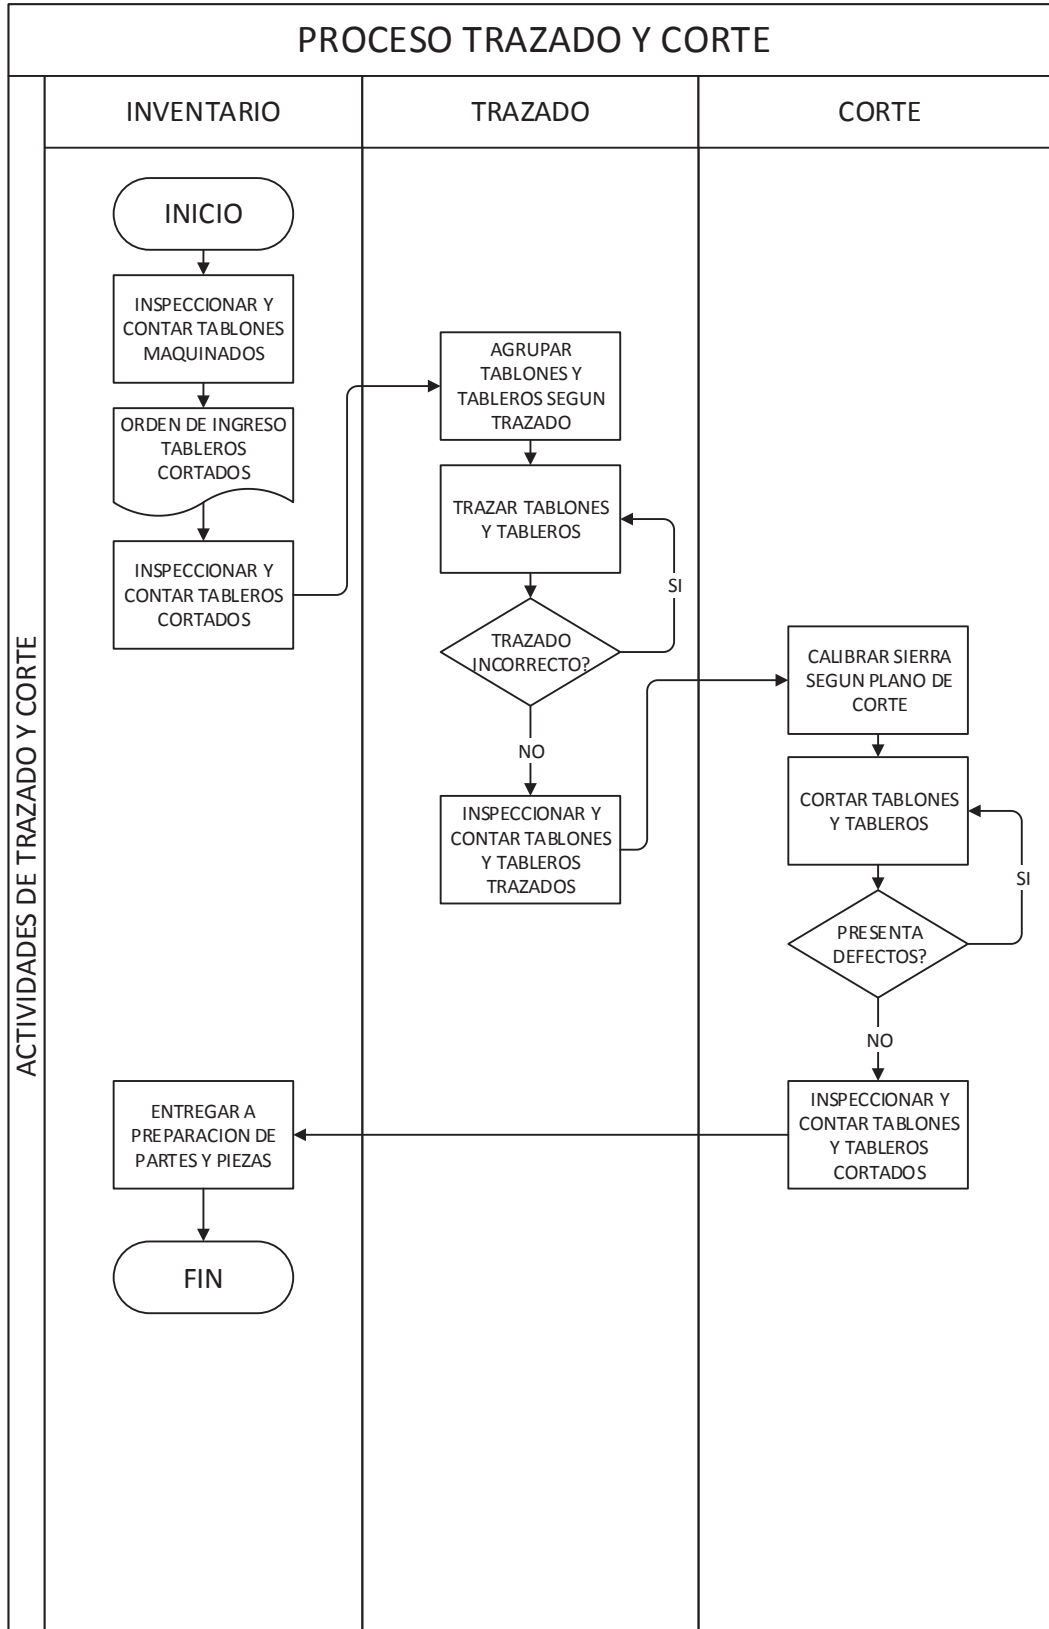 PROCESO TRAZADO Y CORTE
ACTIVIDADES DE TRAZADO Y CORTE
INVENTARIO
TRAZADO
CORTE
INICIO
INSPECCIONAR Y
CONTAR TABLONES
MAQUINADOS
ORDEN DE INGRESO
TABLEROS
CORTADOS
INSPECCIONAR Y
CONTAR TABLEROS
CORTADOS
AGRUPAR
TABLONES Y
TABLEROS SEGUN
TRAZADO
TRAZAR TABLONES
Y TABLEROS
SI
TRAZADO
INCORRECTO?
NO
INSPECCIONAR Y
CONTAR TABLONES
Y TABLEROS
TRAZADOS
CALIBRAR SIERRA
SEGUN PLANO DE
CORTE
CORTAR TABLONES
Y TABLEROS
SI
PRESENTA
DEFECTOS?
NO
INSPECCIONAR Y
CONTAR TABLONES
Y TABLEROS
CORTADOS
ENTREGAR A
PREPARACION DE
PARTES Y PIEZAS
FIN